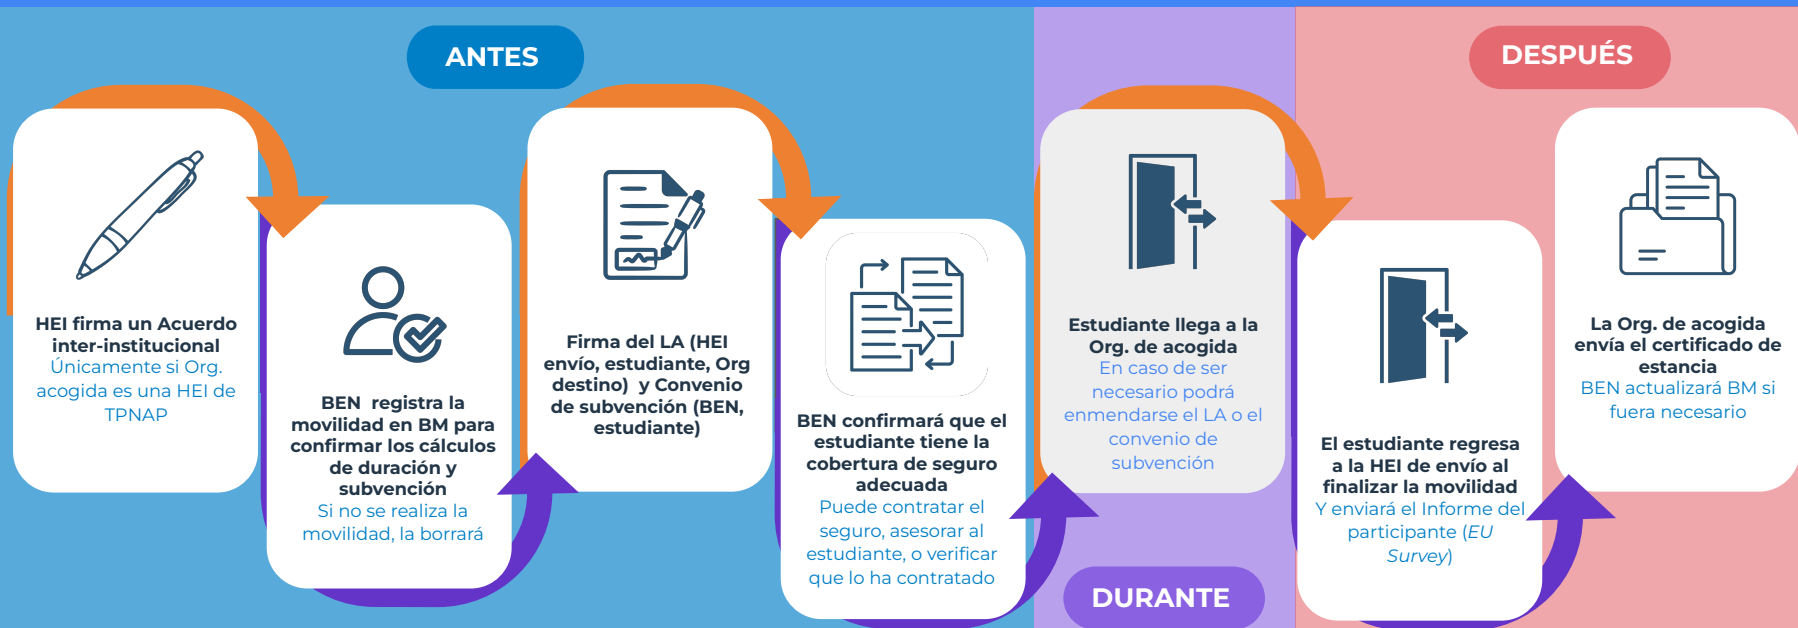 ANTES
HEI firma un Acuerdo
inter-institucional
Únicamente si Org.
acogida es una HEI de
TPNAP
BEN registra la
movilidad en BM para
confirmar los cálculos
de duración y
subvención
Si no se realiza la
movilidad, la borrará
Firma del LA (HEI
envío, estudiante, Org
destino) y Convenio
de subvención (BEN,
estudiante)
BEN confirmará que el
estudiante tiene la
cobertura de seguro
adecuada
Puede contratar el
seguro, asesorar al
estudiante, o verificar
que lo ha contratado
DURANTE
Estudiante llega a la
Org. de acogida
En caso de ser
necesario podrá
enmendarse el LA o el
convenio de
subvención
DESPUÉS
El estudiante regresa
a la HEI de envío al
finalizar la movilidad
Y enviará el Informe del
participante (EU
Survey)
La Org. de acogida
envía el certificado de
estancia
BEN actualizará BM si
fuera necesario